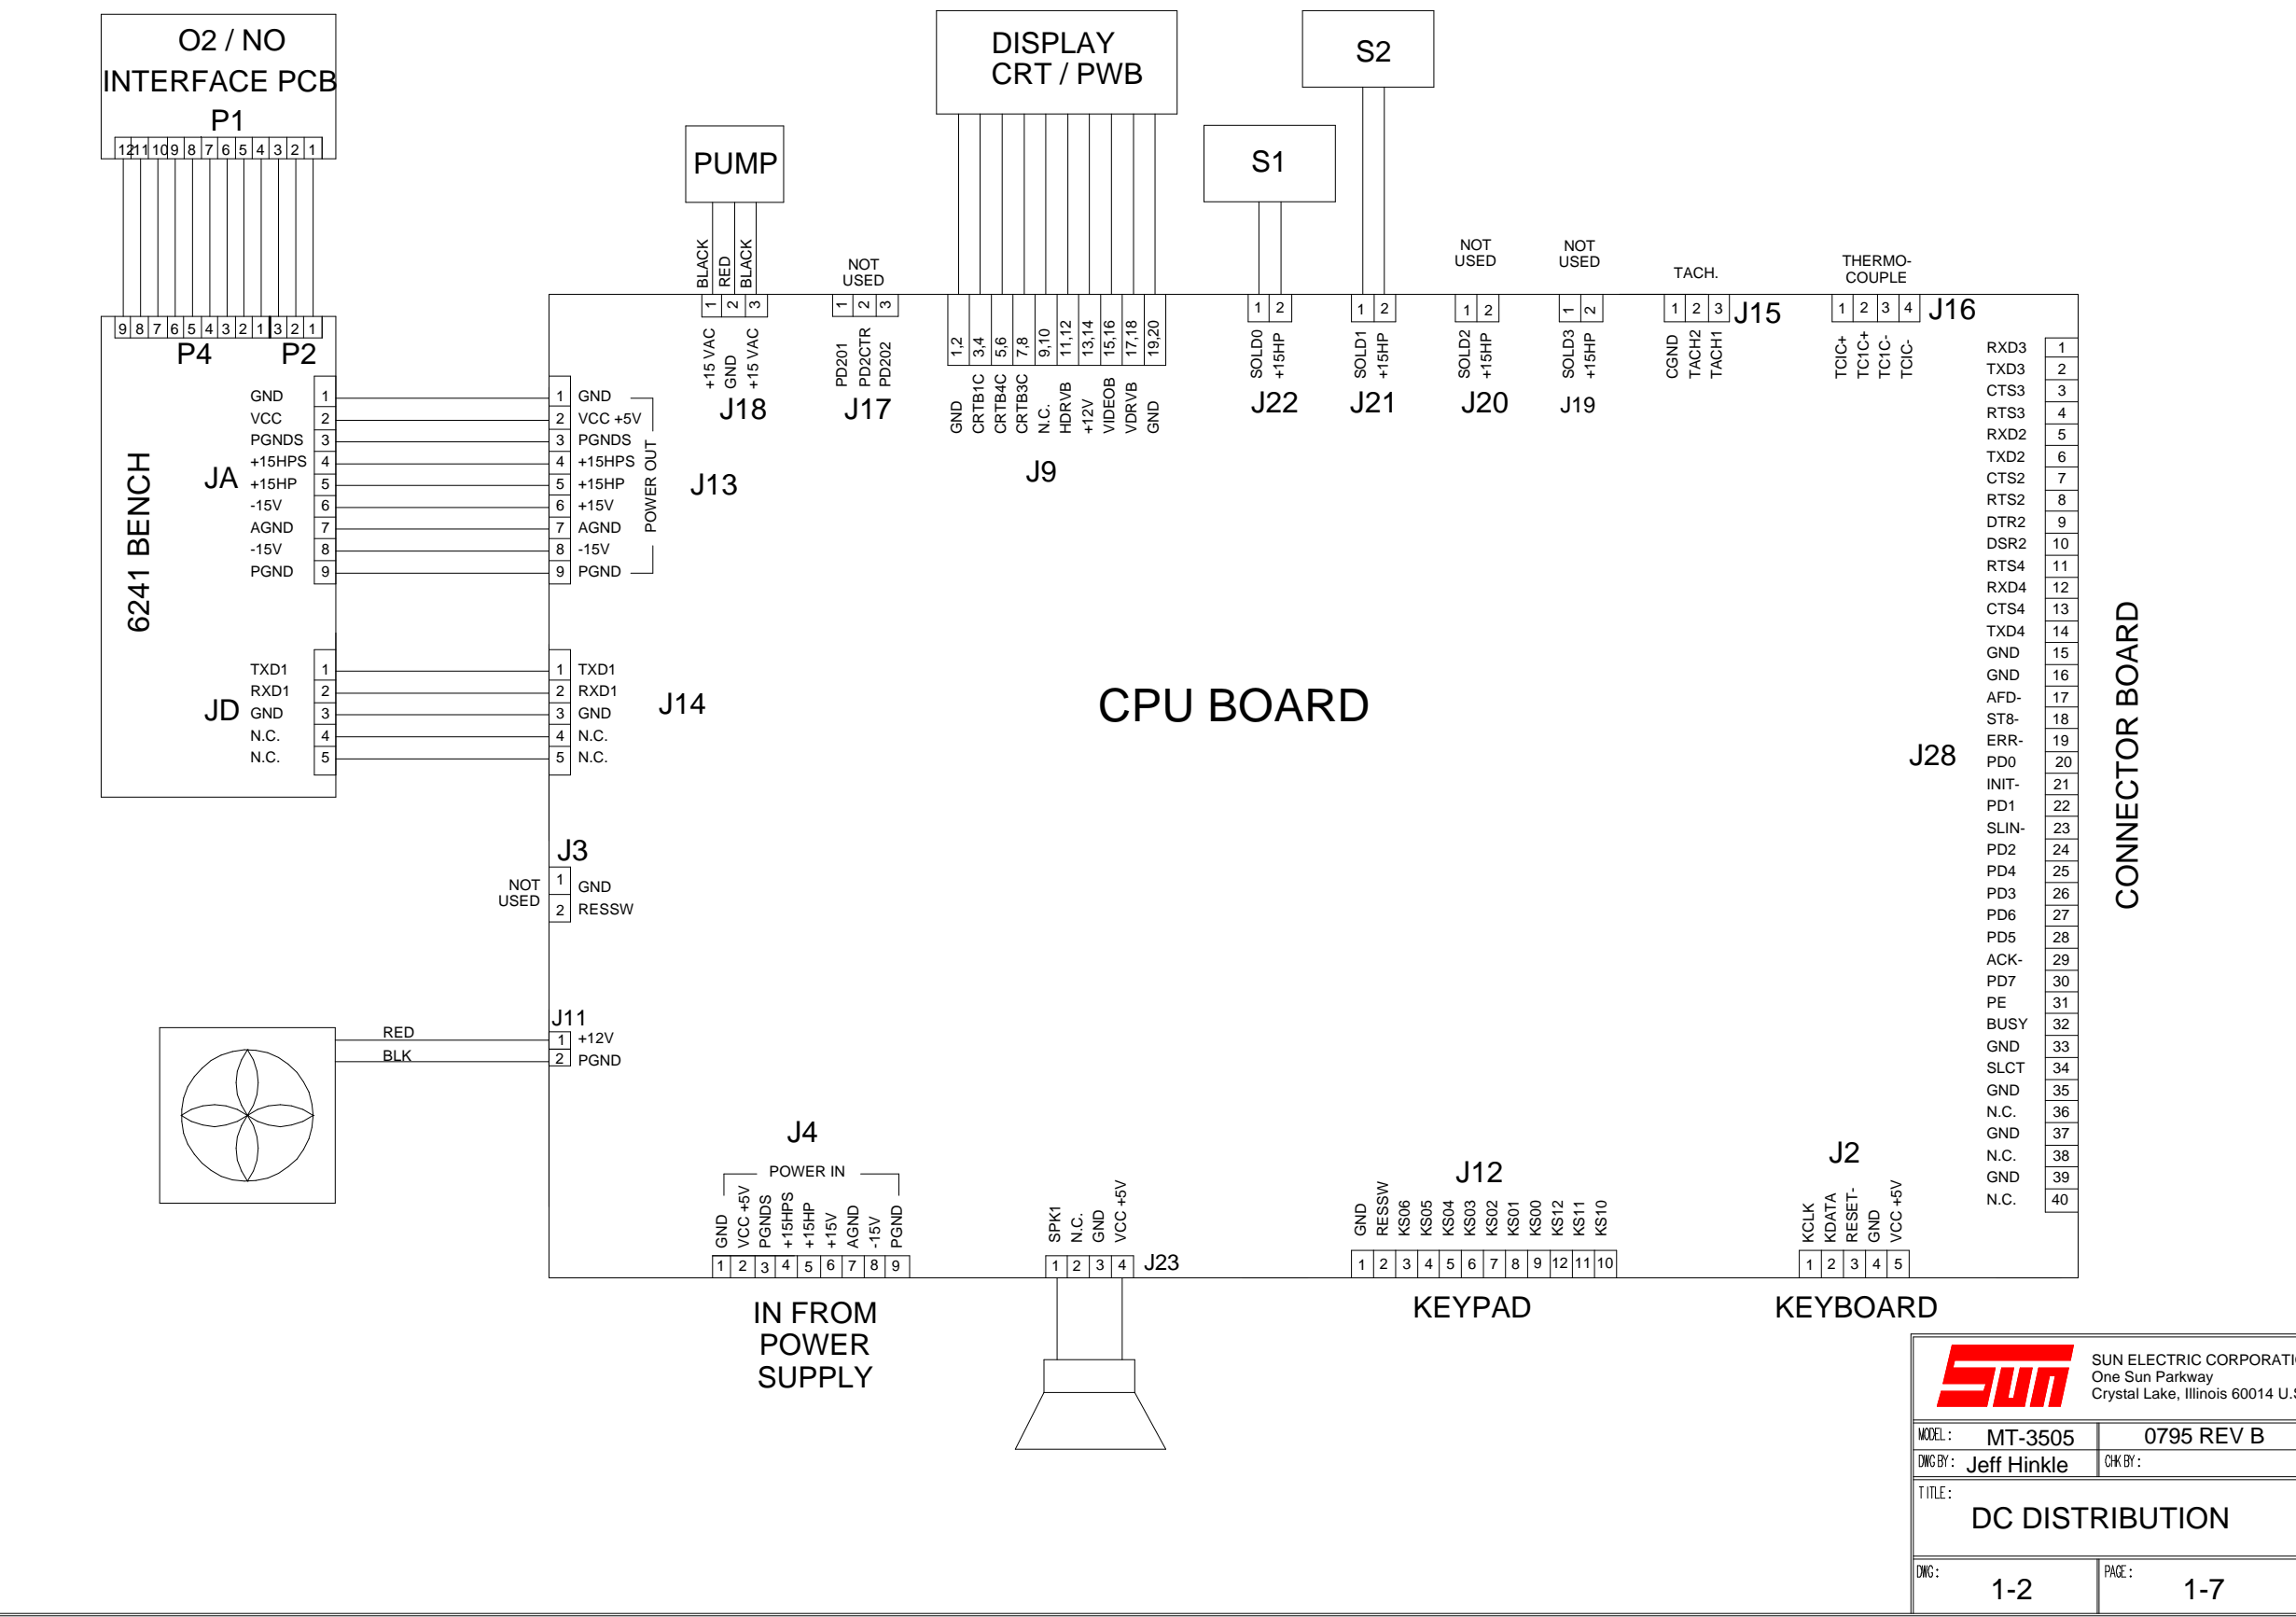 O2 / NO
INTERFACE PCB
P1
12 11 10 9 8 7 6 5 4 3 2 1
DISPLAY
CRT / PWB
S2
PUMP
S1
BLACK
RED
BLACK
NOT
USED
NOT
USED
NOT
USED
TACH.
THERMO-
COUPLE
9 8 7 6 5 4 3 2 1 3 2 1
P4
P2
1 2 3
+15 VAC
GND
+15 VAC
J18
1 2 3
PD201
PD2CTR
PD202
J17
1,2 3,4 5,6 7,8 9,10 11,12 13,14 15,16 17,18 19,20
GND
CRTB1C
CRTB4C
CRTB3C
N.C.
HDRVB
+12V
VIDEOB
VDRVB
GND
J9
1 2
SOLD0
+15HP
J22
1 2
SOLD1
+15HP
J21
1 2
SOLD2
+15HP
J20
1 2
SOLD3
+15HP
J19
1 2 3
J15
CGND
TACH2
TACH1
1 2 3 4
J16
TCIC+
TC1C+
TC1C-
TCIC-
6241 BENCH
JA
GND 1
VCC 2
PGNDS 3
+15HPS 4
+15HP 5
-15V 6
AGND 7
-15V 8
PGND 9
1 GND
2 VCC +5V
3 PGNDS
4 +15HPS
5 +15HP
6 +15V
7 AGND
8 -15V
9 PGND
POWER OUT
J13
JD
TXD1 1
RXD1 2
GND 3
N.C. 4
N.C. 5
1 TXD1
2 RXD1
3 GND
4 N.C.
5 N.C.
J14
CPU BOARD
J28
RXD3 1
TXD3 2
CTS3 3
RTS3 4
RXD2 5
TXD2 6
CTS2 7
RTS2 8
DTR2 9
DSR2 10
RTS4 11
RXD4 12
CTS4 13
TXD4 14
GND 15
GND 16
AFD- 17
ST8- 18
ERR- 19
PD0 20
INIT- 21
PD1 22
SLIN- 23
PD2 24
PD4 25
PD3 26
PD6 27
PD5 28
ACK- 29
PD7 30
PE 31
BUSY 32
GND 33
SLCT 34
GND 35
N.C. 36
GND 37
N.C. 38
GND 39
N.C. 40
CONNECTOR BOARD
J3
NOT
USED
1 GND
2 RESSW
J11
RED
BLK
1 +12V
2 PGND
J4
POWER IN
GND
VCC +5V
PGNDS
+15HPS
+15HP
+15V
AGND
-15V
PGND
1 2 3 4 5 6 7 8 9
IN FROM
POWER
SUPPLY
SPK1
N.C.
GND
VCC +5V
1 2 3 4
J23
J12
GND
RESSW
KS06
KS05
KS04
KS03
KS02
KS01
KS00
KS12
KS11
KS10
1 2 3 4 5 6 7 8 9 12 11 10
KEYPAD
J2
KCLK
KDATA
RESET-
GND
VCC +5V
1 2 3 4 5
KEYBOARD
Sun
SUN ELECTRIC CORPORATI
One Sun Parkway
Crystal Lake, Illinois 60014 U.S
MODEL: MT-3505
0795 REV B
DWG BY: Jeff Hinkle
CHK BY:
TITLE:
DC DISTRIBUTION
DWG: 1-2
PAGE: 1-7